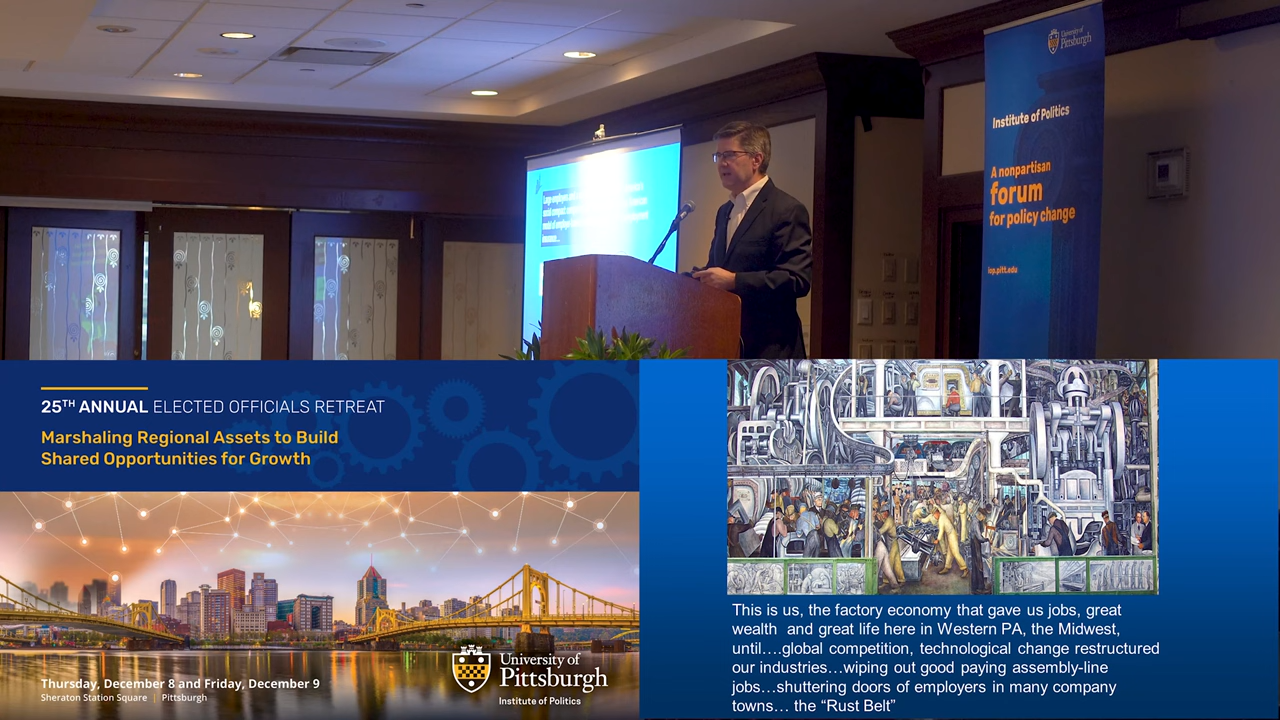 University of
Pittsburgh
Institute of Politics
A nonpartisan
forum
for policy change
iop.pitt.edu
25TH ANNUAL ELECTED OFFICIALS RETREAT
Marshaling Regional Assets to Build
Shared Opportunities for Growth
Thursday, December 8 and Friday, December 9
Sheraton Station Square | Pittsburgh
University of
Pittsburgh
Institute of Politics
This is us, the factory economy that gave us jobs, great
wealth and great life here in Western PA, the Midwest,
until….global competition, technological change restructured
our industries…wiping out good paying assembly-line
jobs…shuttering doors of employers in many company
towns… the “Rust Belt”